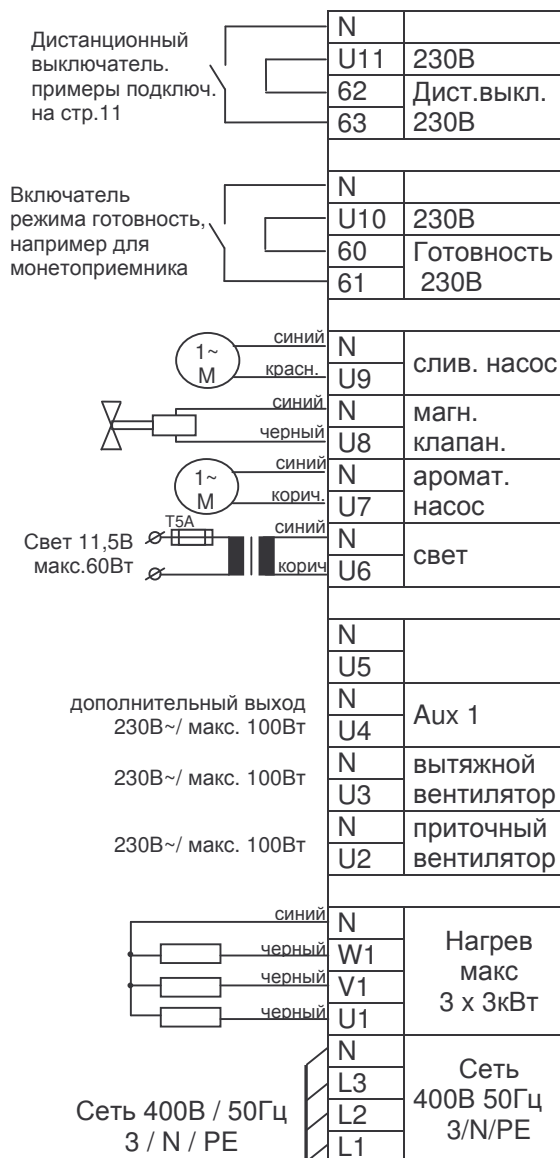 Дистанционный
выключатель.
примеры подключ.
на стр.11
N
U11 230В
62 Дист.выкл.
63 230В
Включатель
режима готовность,
например для
монетоприемника
N
U10 230В
60 Готовность
61 230В
синий N
1~ M
красн. U9
слив. насос
синий N
черный U8
магн.
клапан.
синий N
1~ M
корич. U7
аромат.
насос
Свет 11,5В
макс.60Вт
T5A
синий N
корич U6
свет
N
U5
дополнительный выход
230В~/ макс. 100Вт
N
U4
Aux 1
230В~/ макс. 100Вт
N
U3
вытяжной
вентилятор
230В~/ макс. 100Вт
N
U2
приточный
вентилятор
синий N
черный W1
черный V1
черный U1
Нагрев
макс
3 x 3кВт
Сеть 400В / 50Гц
3 / N / PE
N
L3
L2
L1
Сеть
400В 50Гц
3/N/PE